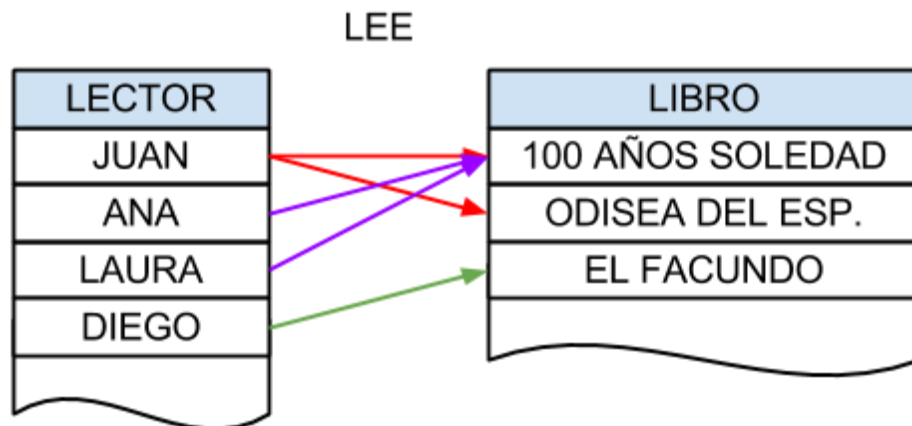 LEE
LECTOR
JUAN
ANA
LAURA
DIEGO
LIBRO
100 AÑOS SOLEDAD
ODISEA DEL ESP.
EL FACUNDO